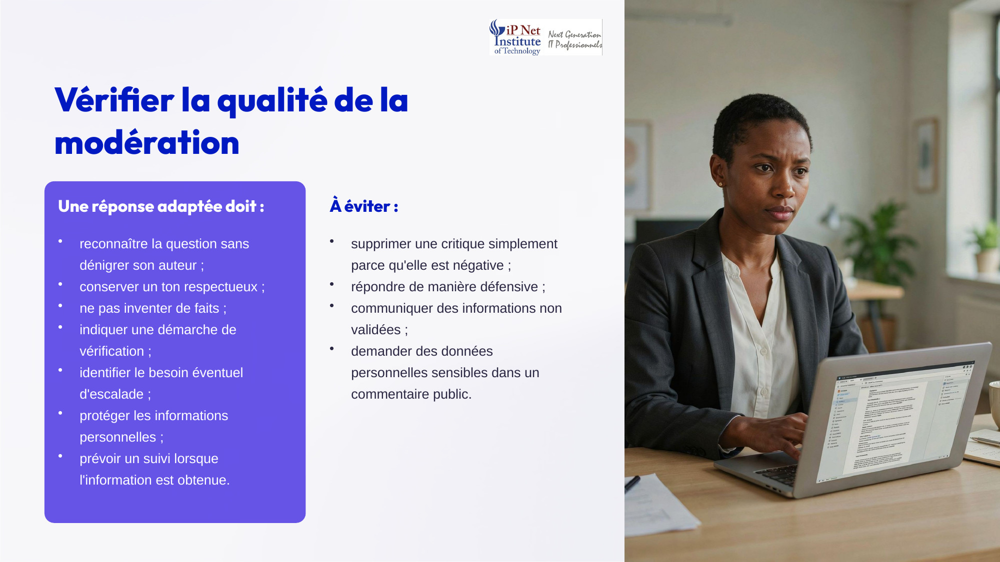 iP Net
Institute
of Technology
Next Generation
IT Professionnels
Vérifier la qualité de la
modération
Une réponse adaptée doit :
• reconnaître la question sans
dénigrer son auteur ;
• conserver un ton respectueux ;
• ne pas inventer de faits ;
• indiquer une démarche de
vérification ;
• identifier le besoin éventuel
d'escalade ;
• protéger les informations
personnelles ;
• prévoir un suivi lorsque
l'information est obtenue.
À éviter :
• supprimer une critique simplement
parce qu'elle est négative ;
• répondre de manière défensive ;
• communiquer des informations non
validées ;
• demander des données
personnelles sensibles dans un
commentaire public.